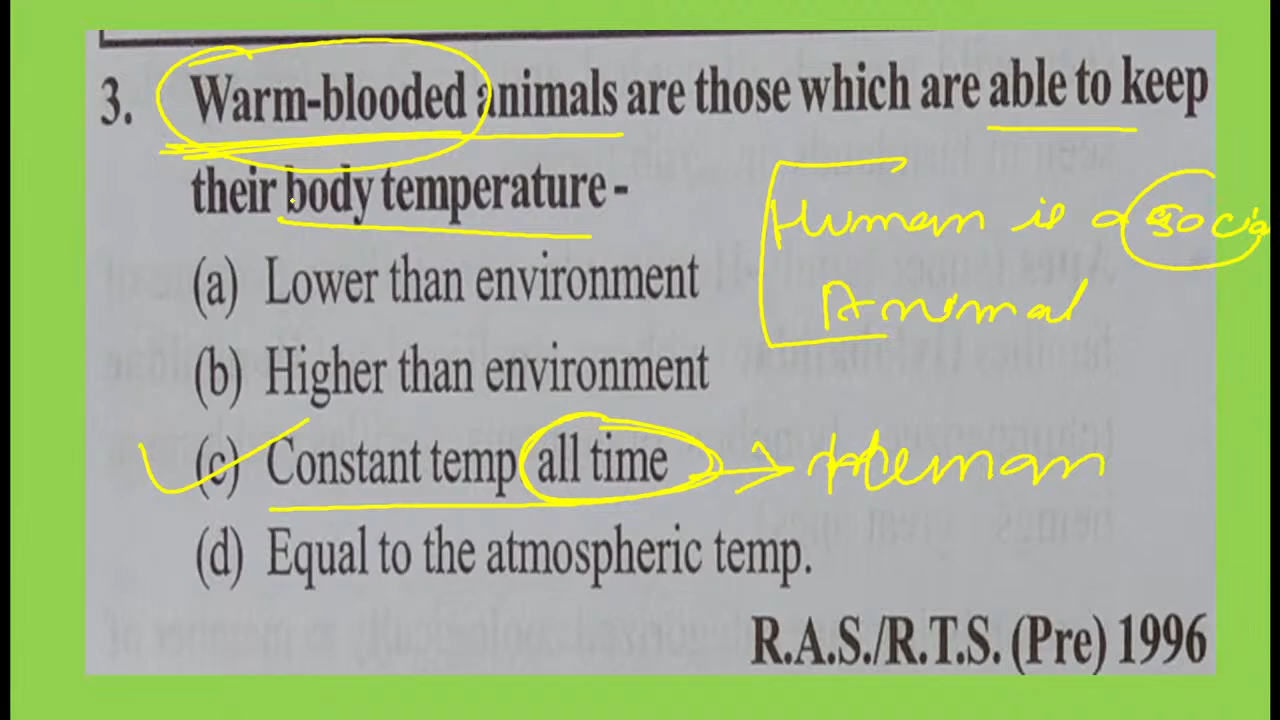 3. Warm-blooded animals are those which are able to keep
their body temperature -
Human is a socia
Animal
(a) Lower than environment
(b) Higher than environment
(c) Constant temp all time → Human
(d) Equal to the atmospheric temp.
R.A.S./R.T.S. (Pre) 1996